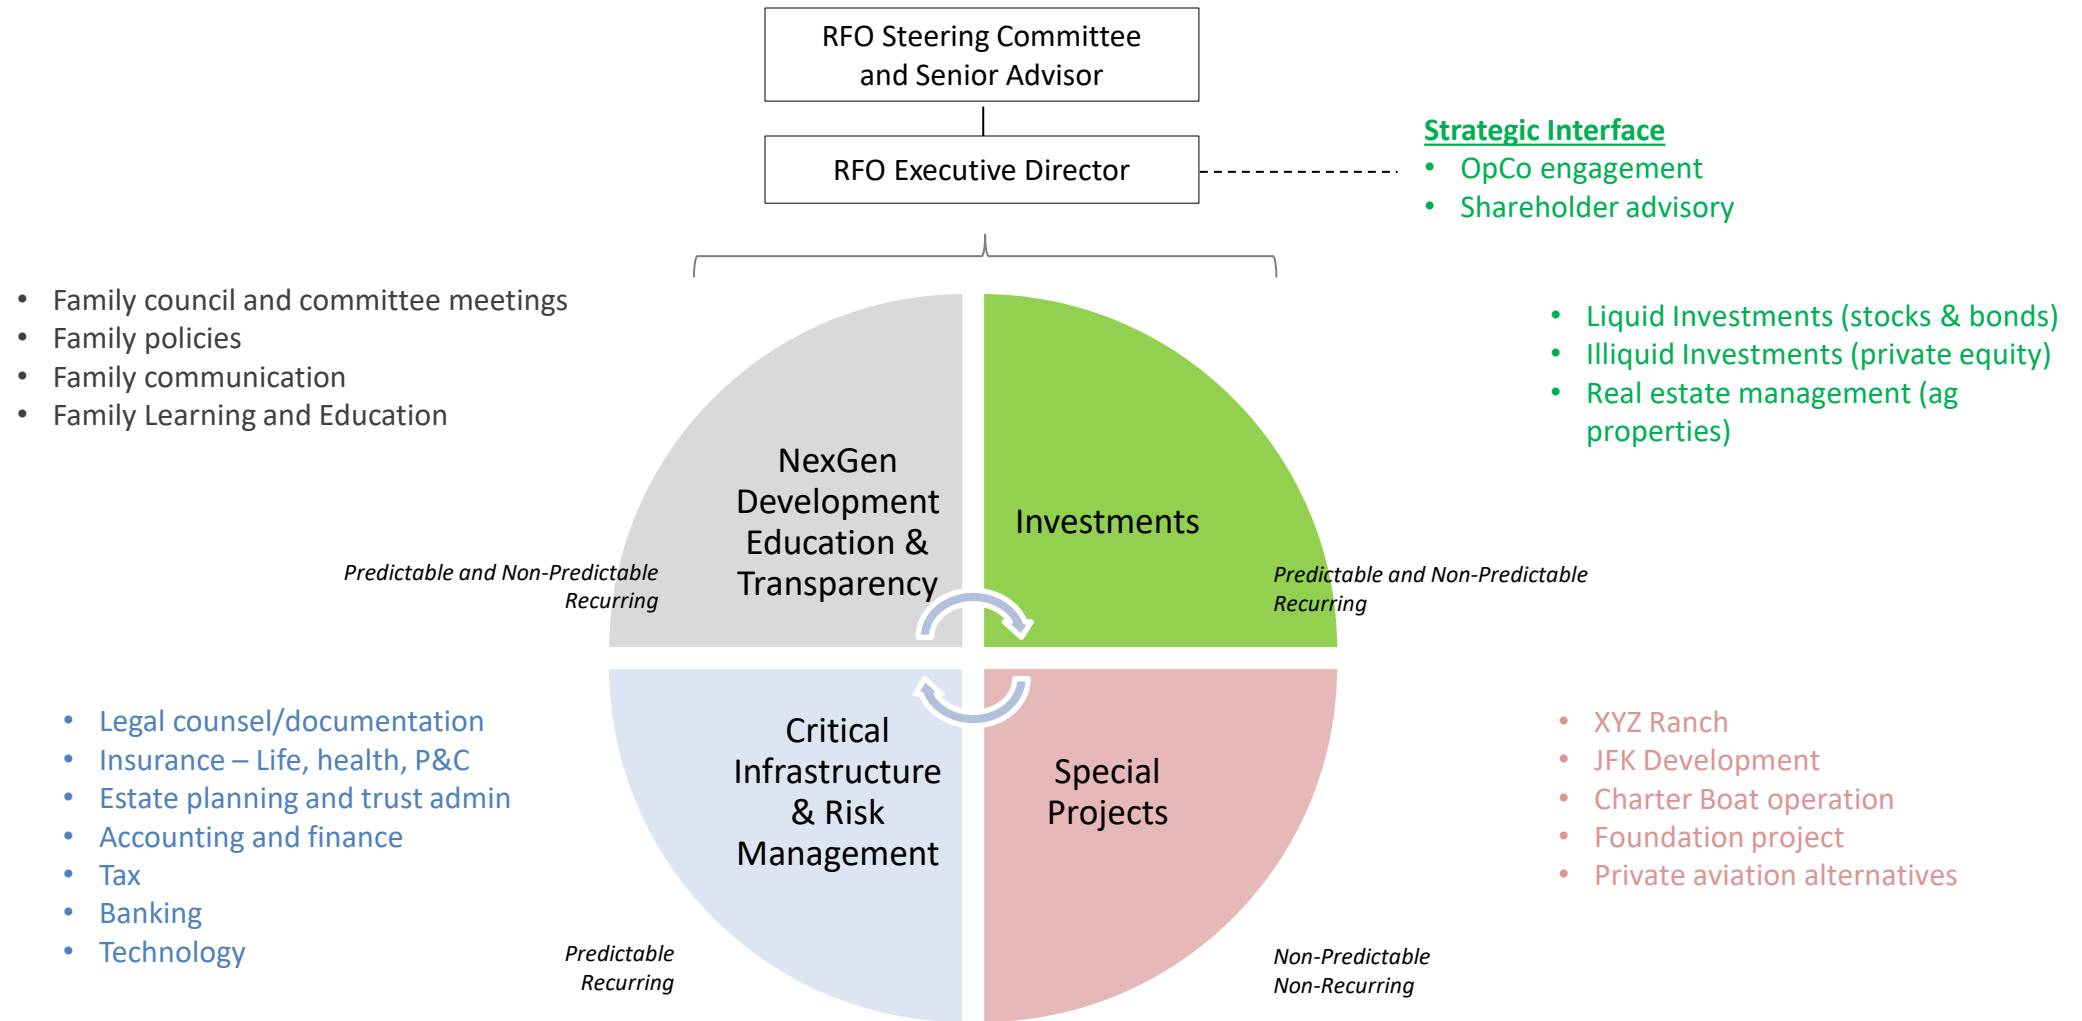 RFO Steering Committee
and Senior Advisor
RFO Executive Director
Strategic Interface
• OpCo engagement
• Shareholder advisory
• Family council and committee meetings
• Family policies
• Family communication
• Family Learning and Education
• Liquid Investments (stocks & bonds)
• Illiquid Investments (private equity)
• Real estate management (ag
properties)
NexGen
Development
Education &
Transparency
Investments
Predictable and Non-Predictable
Recurring
Predictable and Non-Predictable
Recurring
• Legal counsel/documentation
• Insurance – Life, health, P&C
• Estate planning and trust admin
• Accounting and finance
• Tax
• Banking
• Technology
Critical
Infrastructure
& Risk
Management
Special
Projects
• XYZ Ranch
• JFK Development
• Charter Boat operation
• Foundation project
• Private aviation alternatives
Predictable
Recurring
Non-Predictable
Non-Recurring